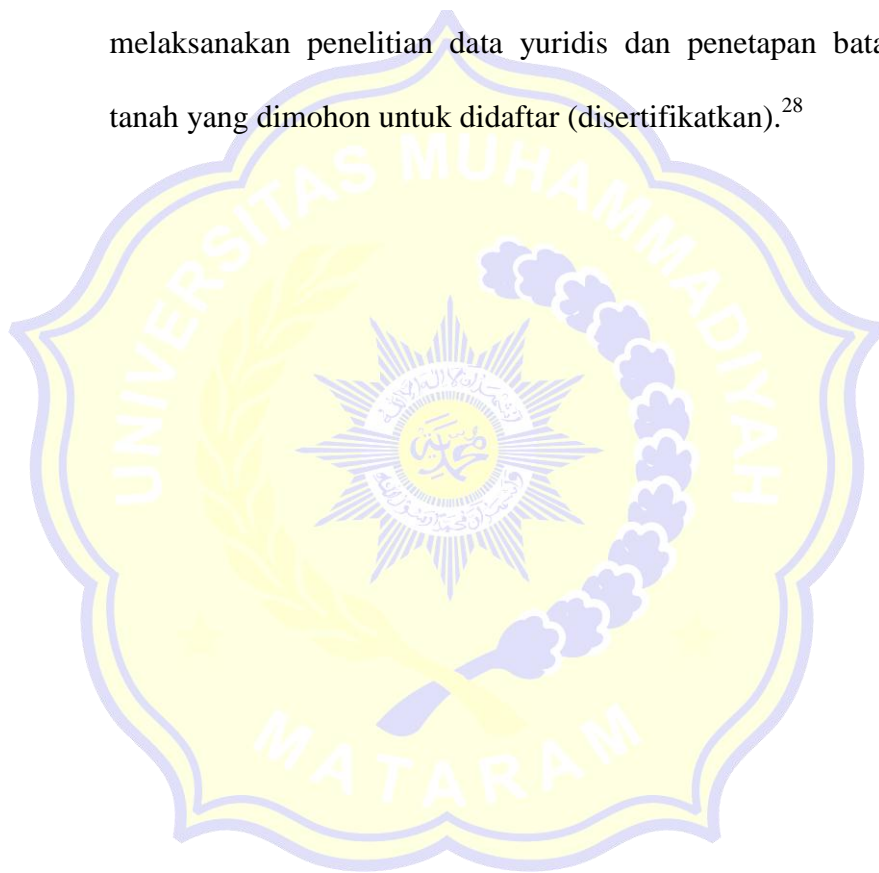 melaksanakan penelitian data yuridis dan penetapan bata
tanah yang dimohon untuk didaftar (disertifikatkan).28
UNIVERSITAS MUHAMMADIYAH
MATARAM